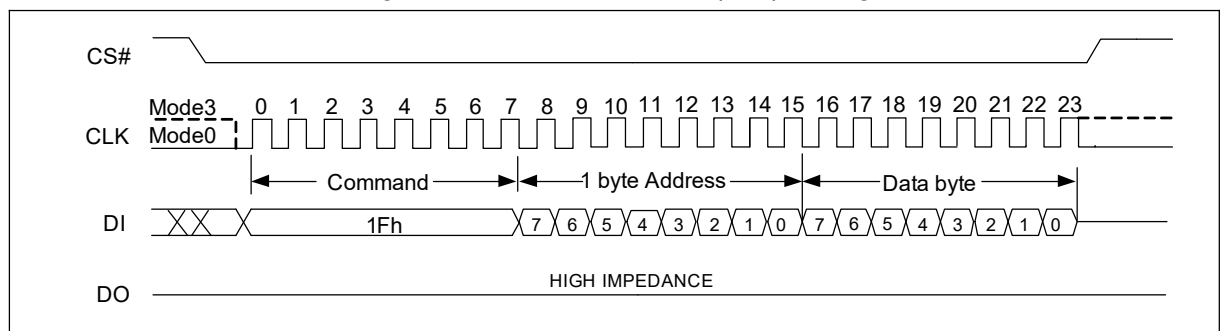 CS#
Mode3 0 1 2 3 4 5 6 7 8 9 10 11 12 13 14 15 16 17 18 19 20 21 22 23
CLK Mode0
Command 1 byte Address Data byte
DI 1Fh 7 6 5 4 3 2 1 0 7 6 5 4 3 2 1 0
HIGH IMPEDANCE
DO